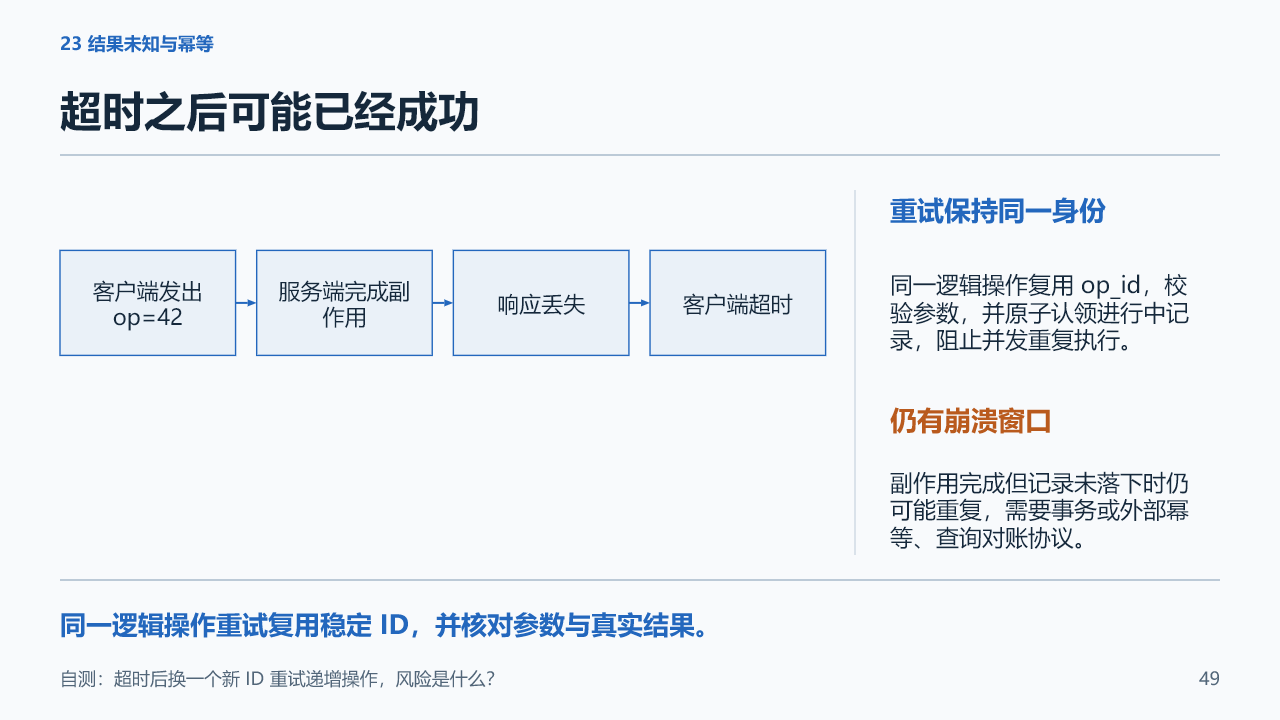 23 结果未知与幂等
超时之后可能已经成功
客户端发出
op=42
服务端完成副
作用
响应丢失
客户端超时
重试保持同一身份
同一逻辑操作复用 op_id，校
验参数，并原子认领进行中记
录，阻止并发重复执行。
仍有崩溃窗口
副作用完成但记录未落下时仍
可能重复，需要事务或外部幂
等、查询对账协议。
同一逻辑操作重试复用稳定 ID，并核对参数与真实结果。
自测：超时后换一个新 ID 重试递增操作，风险是什么？
49